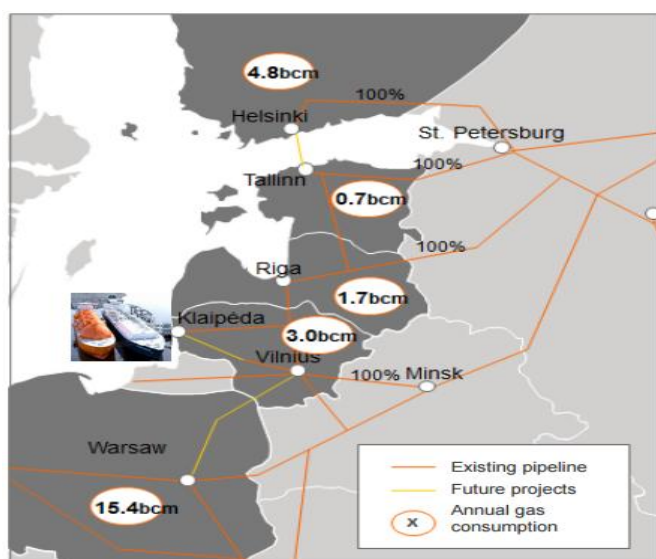 4.8bcm
100%
Helsinki
St. Petersburg
100%
Tallinn
0.7bcm
100%
Riga
1.7bcm
Klaipėda
3.0bcm
Vilnius
100% Minsk
Warsaw
15.4bcm
Existing pipeline
Future projects
x Annual gas
consumption